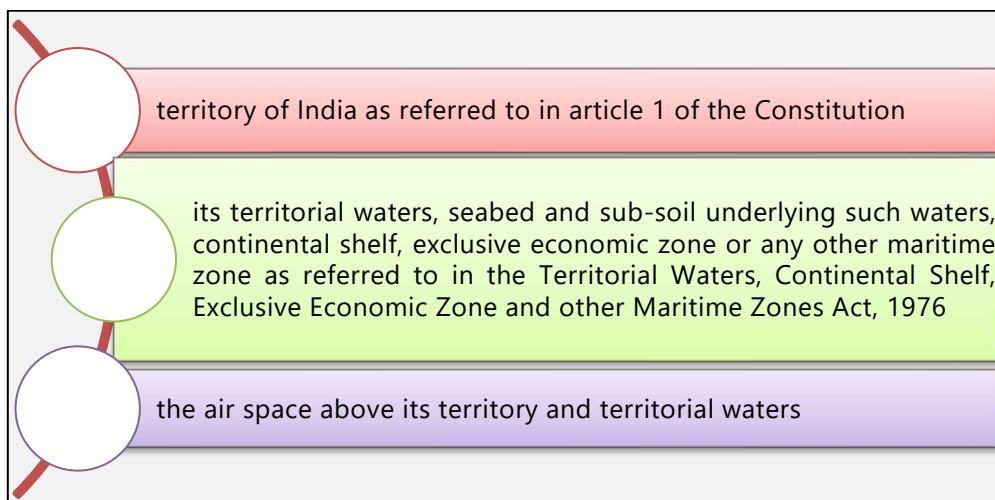 territory of India as referred to in article 1 of the Constitution
its territorial waters, seabed and sub-soil underlying such waters,
continental shelf, exclusive economic zone or any other maritime
zone as referred to in the Territorial Waters, Continental Shelf,
Exclusive Economic Zone and other Maritime Zones Act, 1976
the air space above its territory and territorial waters